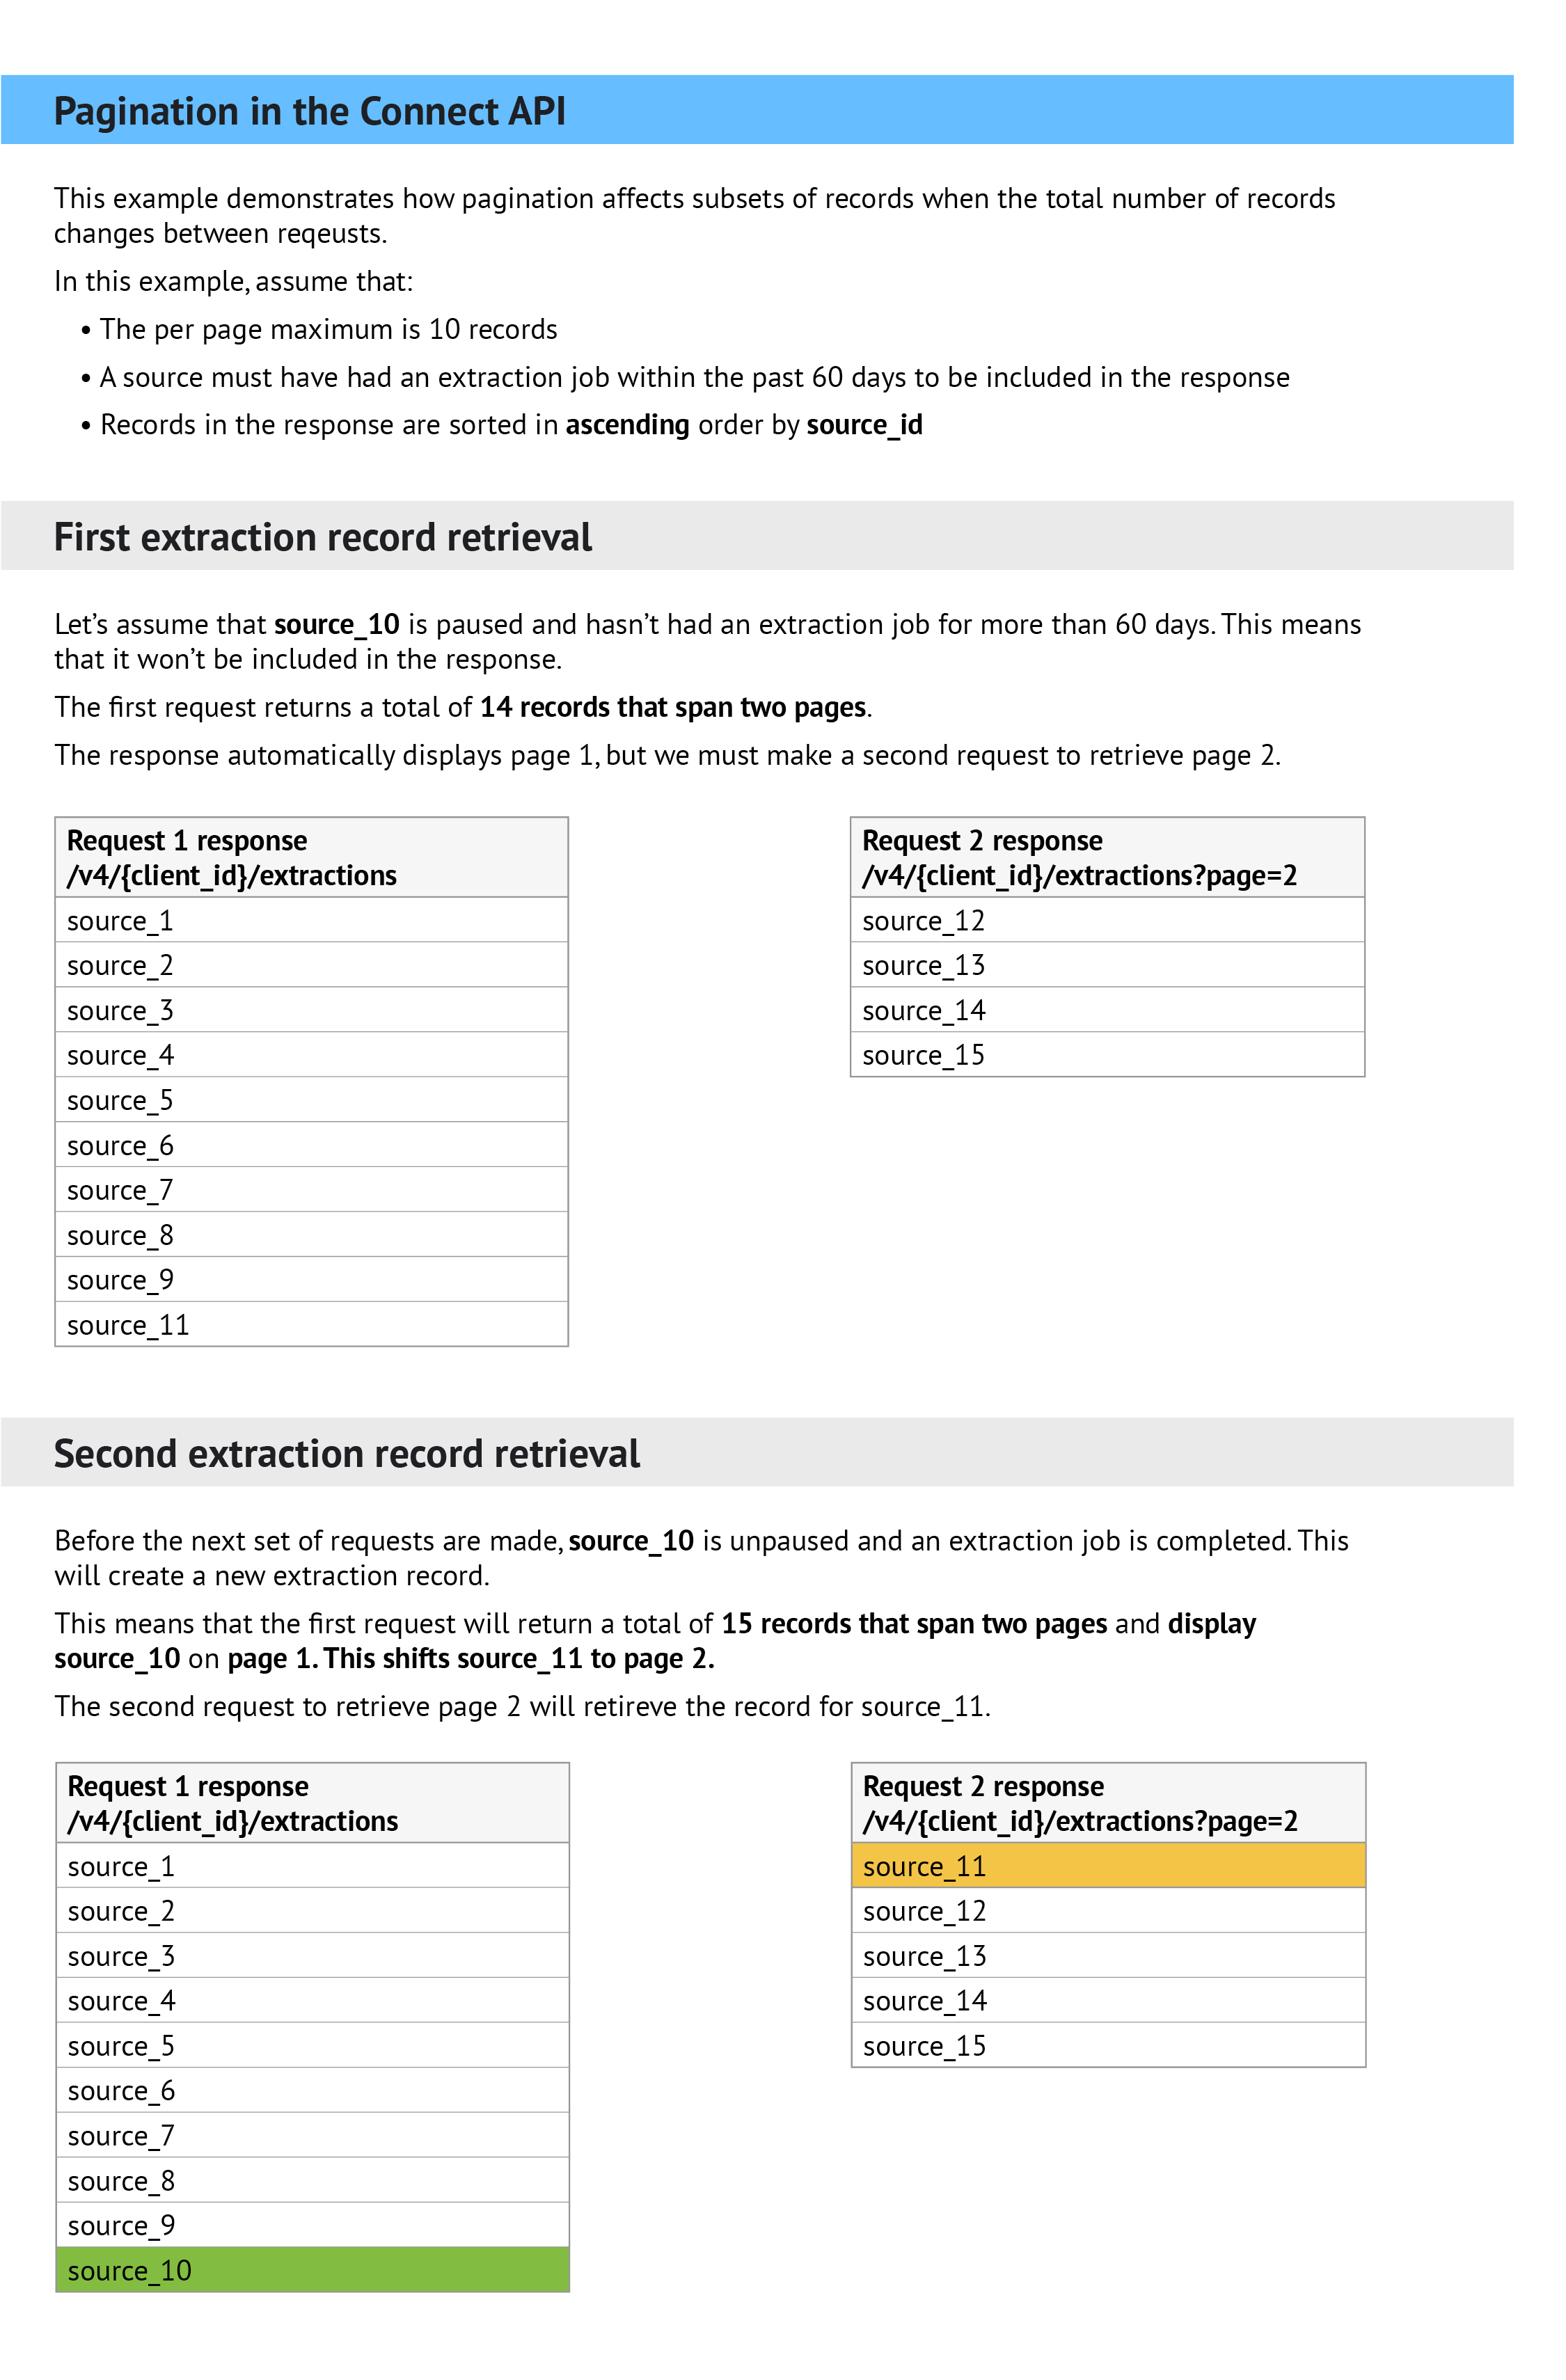 Pagination in the Connect API
This example demonstrates how pagination affects subsets of records when the total number of records
changes between reqeusts.
In this example, assume that:
• The per page maximum is 10 records
• A source must have had an extraction job within the past 60 days to be included in the response
• Records in the response are sorted in ascending order by source_id
First extraction record retrieval
Let’s assume that source_10 is paused and hasn’t had an extraction job for more than 60 days. This means
that it won’t be included in the response.
The first request returns a total of 14 records that span two pages.
The response automatically displays page 1, but we must make a second request to retrieve page 2.
Request 1 response
/v4/{client_id}/extractions
source_1
source_2
source_3
source_4
source_5
source_6
source_7
source_8
source_9
source_11
Request 2 response
/v4/{client_id}/extractions?page=2
source_12
source_13
source_14
source_15
Second extraction record retrieval
Before the next set of requests are made, source_10 is unpaused and an extraction job is completed. This
will create a new extraction record.
This means that the first request will return a total of 15 records that span two pages and display
source_10 on page 1. This shifts source_11 to page 2.
The second request to retrieve page 2 will retireve the record for source_11.
Request 1 response
/v4/{client_id}/extractions
source_1
source_2
source_3
source_4
source_5
source_6
source_7
source_8
source_9
source_10
Request 2 response
/v4/{client_id}/extractions?page=2
source_11
source_12
source_13
source_14
source_15